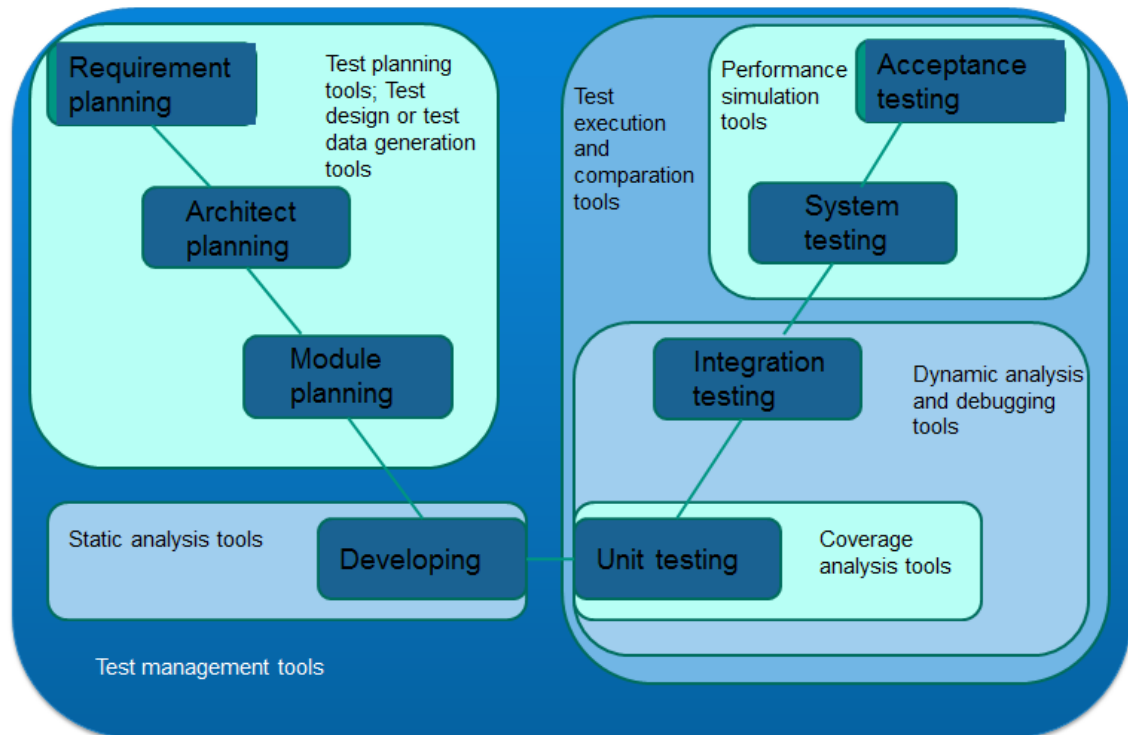 Requirement
planning
Test planning
tools; Test
design or test
data generation
tools
Architect
planning
Module
planning
Static analysis tools
Developing
Test management tools
Test
execution
and
comparation
tools
Performance
simulation
tools
Acceptance
testing
System
testing
Integration
testing
Dynamic analysis
and debugging
tools
Unit testing
Coverage
analysis tools